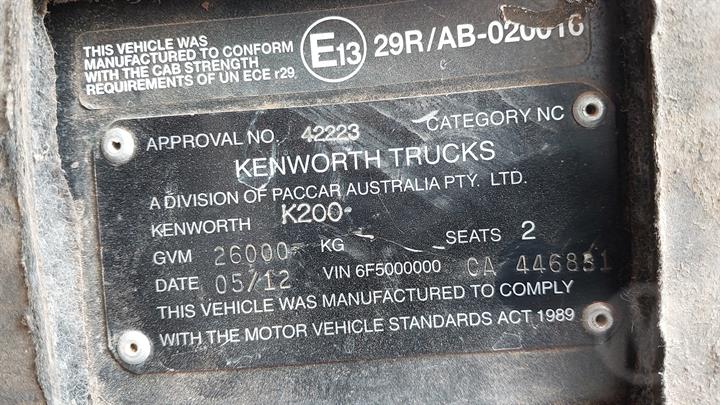 THIS VEHICLE WAS
MANUFACTURED TO CONFORM
WITH THE CAB STRENGTH
REQUIREMENTS OF UN ECE r29.
E13 29R/AB-020016
APPROVAL NO. 42223 CATEGORY NC
KENWORTH TRUCKS
A DIVISION OF PACCAR AUSTRALIA PTY. LTD.
KENWORTH K200
GVM 26000 KG SEATS 2
DATE 05/12 VIN 6F5000000 CA 446831
THIS VEHICLE WAS MANUFACTURED TO COMPLY
WITH THE MOTOR VEHICLE STANDARDS ACT 1989